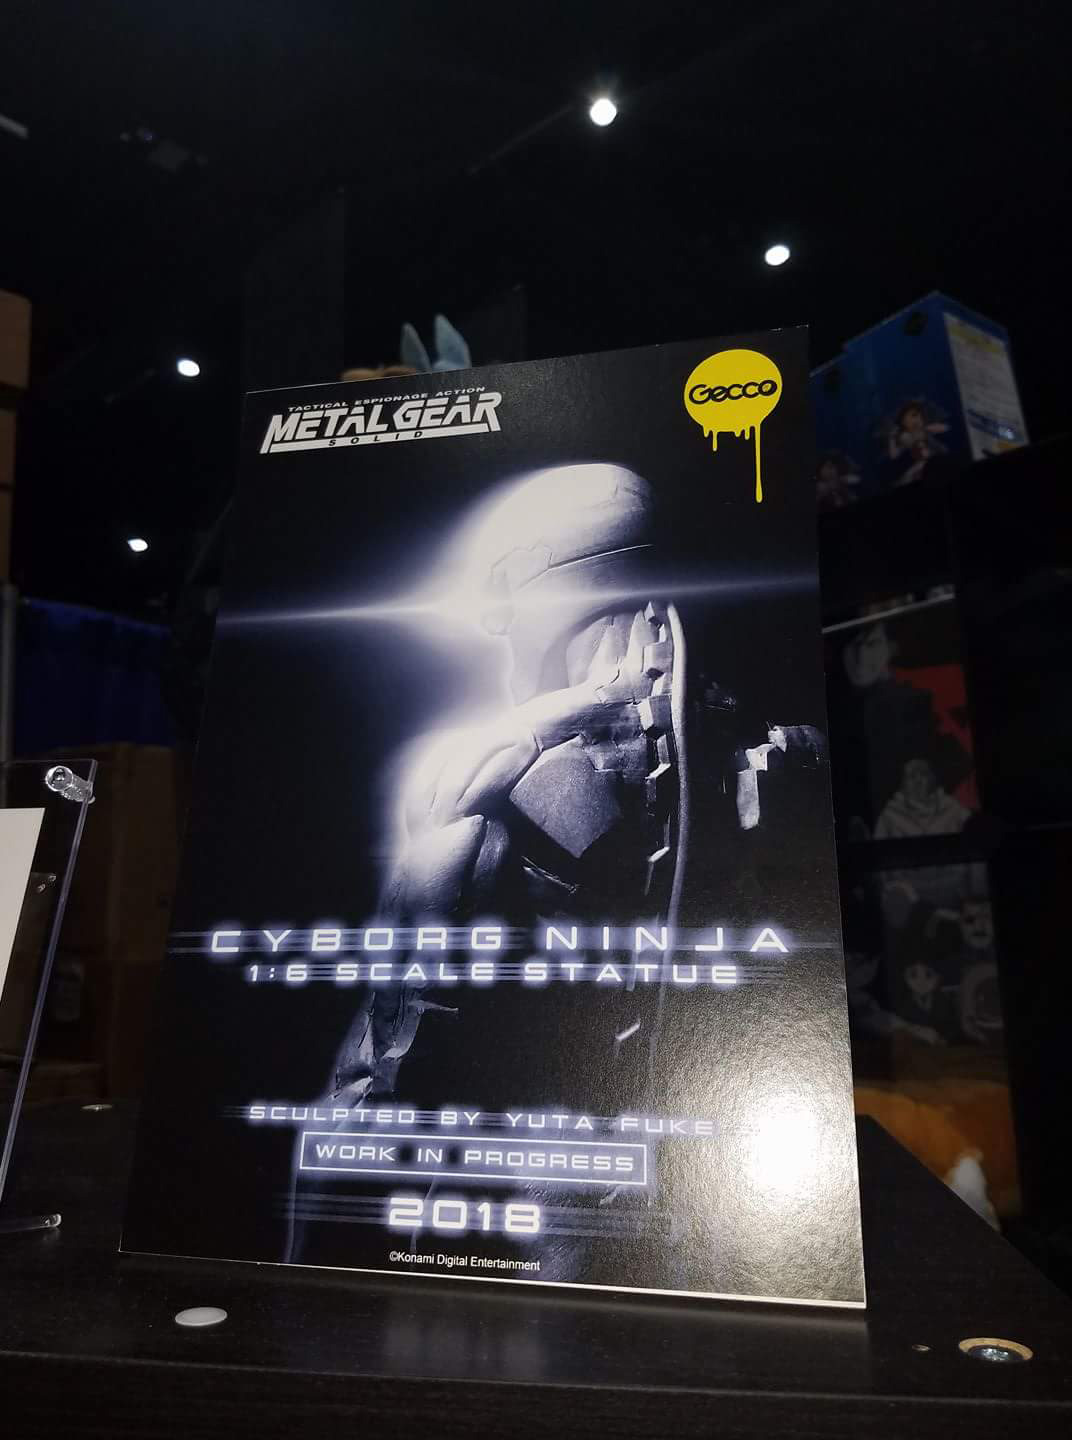 TACTICAL ESPIONAGE ACTION
METAL GEAR
SOLID
Gecco
CYBORG NINJA
1:6 SCALE STATUE
SCULPTED BY YUTA FUKE
WORK IN PROGRESS
2018
©Konami Digital Entertainment